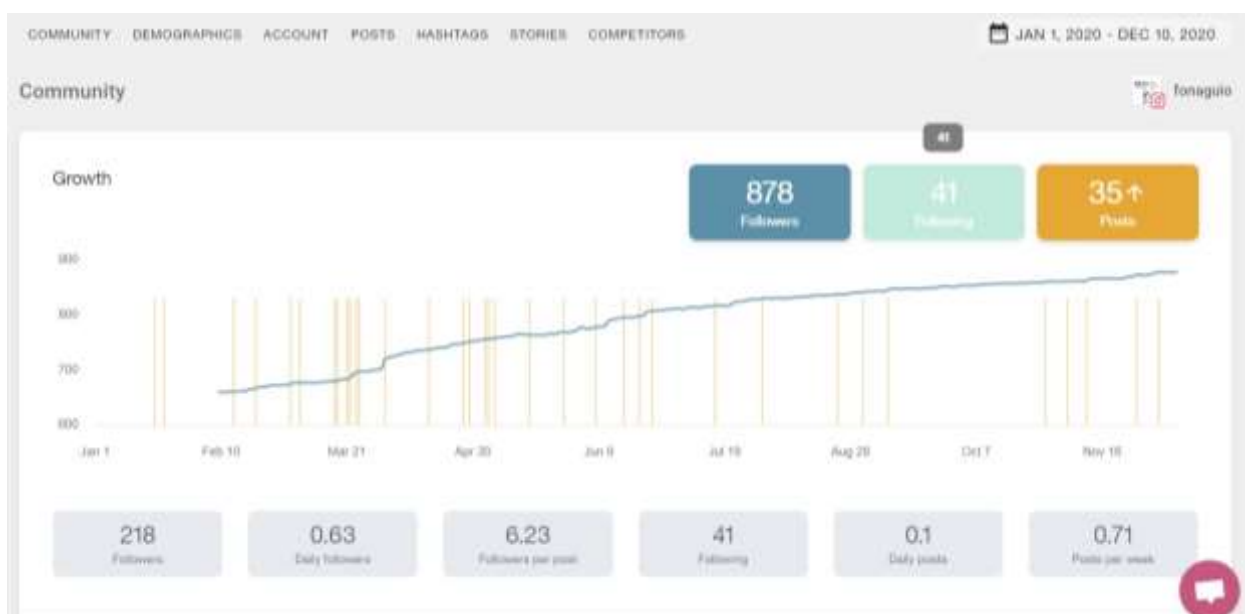 COMMUNITY DEMOGRAPHICS ACCOUNT POSTS HASHTAGS STORIES COMPETITORS
JAN 1, 2020 - DEC 10, 2020
Community
fonaguio
41
Growth
878
Followers
41
Following
35↑
Posts
900
800
700
600
Jan 1 Feb 10 Mar 21 Apr 30 Jun 9 Jul 19 Aug 28 Oct 7 Nov 16
218
Followers
0.63
Daily followers
6.23
Followers per post
41
Following
0.1
Daily posts
0.71
Posts per week